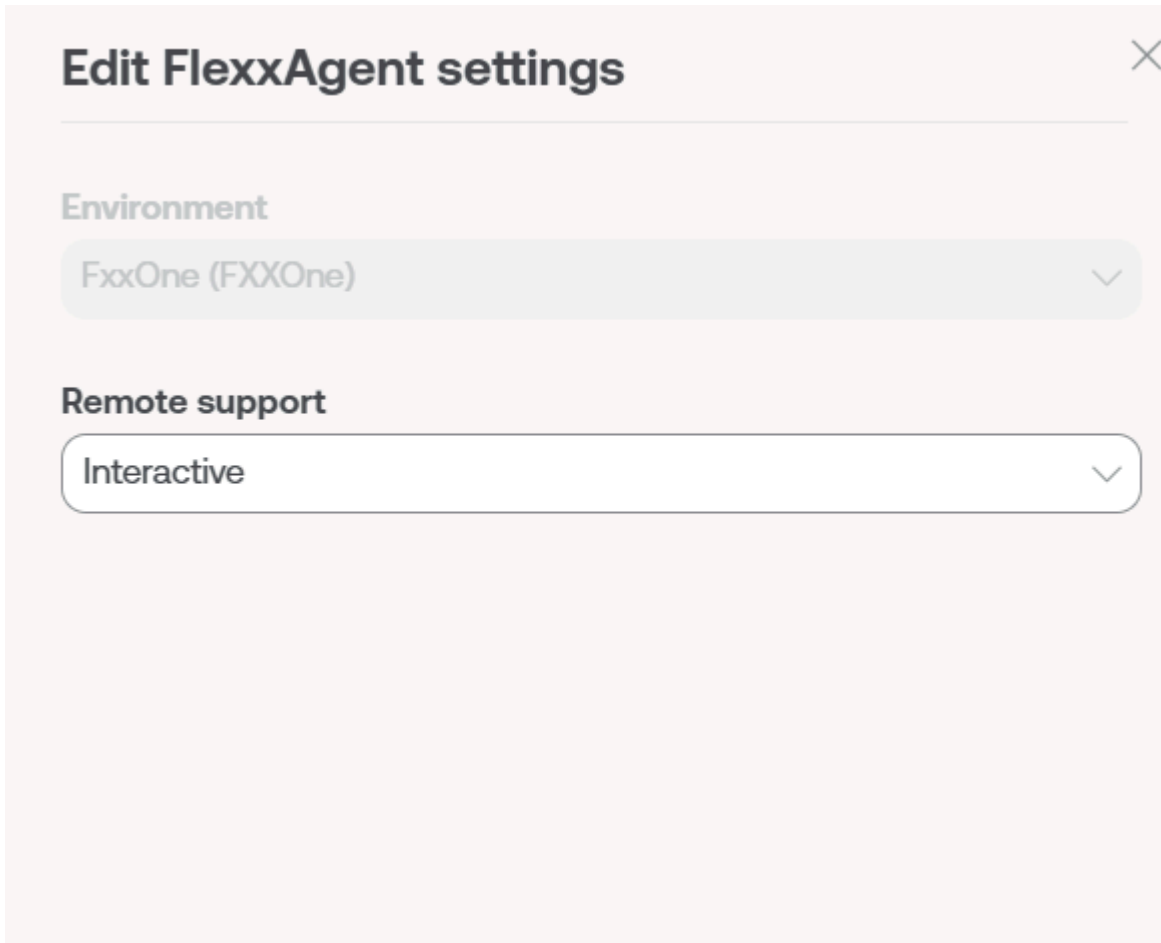 Edit FlexxAgent settings
Environment
FxxOne (FXXOne)
Remote support
Interactive